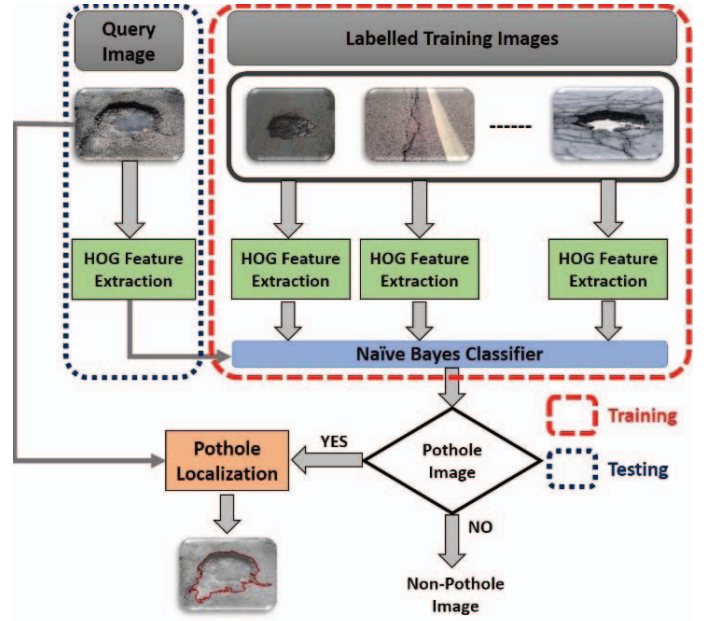 Query
Image
Labelled Training Images
HOG Feature
Extraction
HOG Feature
Extraction
HOG Feature
Extraction
HOG Feature
Extraction
Naïve Bayes Classifier
Pothole
Localization
YES
Pothole
Image
NO
Non-Pothole
Image
Training
Testing